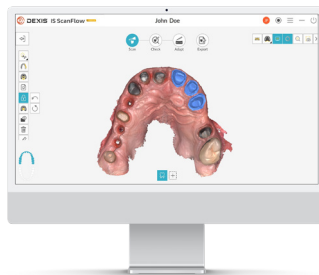 DEXIS IS ScanFlow
John Doe
Scan
Check
Adapt
Export